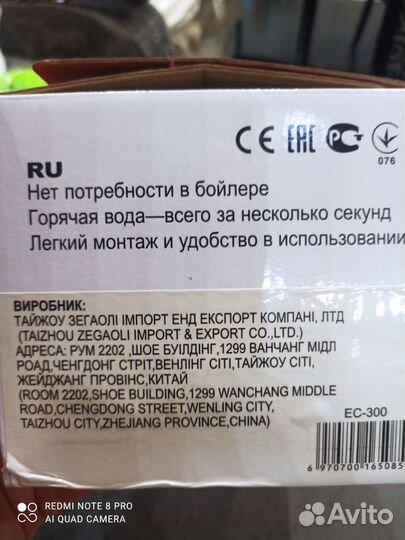 CE EAC PC
076
RU
Нет потребности в бойлере
Горячая вода—всего за несколько секунд
Легкий монтаж и удобство в использовании
ВИРОБНИК:
ТАЙЖОУ ЗЕГАОЛІ ІМПОРТ ЕНД ЕКСПОРТ КОМПАНІ, ЛТД
(TAIZHOU ZEGAOLI IMPORT & EXPORT CO.,LTD.)
АДРЕСА: РУМ 2202 ,ШОЕ БУІЛДІНГ,1299 ВАНЧАНГ МІДЛ
РОАД,ЧЕНГДОНГ СТРІТ,ВЕНЛІНГ СІТІ,ТАЙЖОУ СІТІ,
ЖЕЙДЖАНГ ПРОВІНС,КИТАЙ
(ROOM 2202,SHOE BUILDING,1299 WANCHANG MIDDLE
ROAD,CHENGDONG STREET,WENLING CITY,
TAIZHOU CITY,ZHEJIANG PROVINCE,CHINA)
EC-300
6 970700 165085
REDMI NOTE 8 PRO
AI QUAD CAMERA
Avito